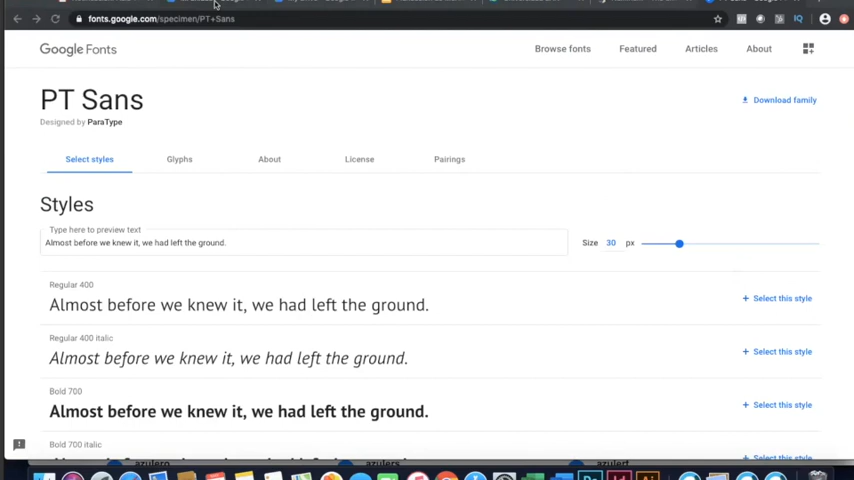 fonts.google.com/specimen/PT+Sans
IQ
Google Fonts
Browse fonts
Featured
Articles
About
PT Sans
Download family
Designed by ParaType
Select styles
Glyphs
About
License
Pairings
Styles
Type here to preview text
Almost before we knew it, we had left the ground.
Size 30 px
Regular 400
Almost before we knew it, we had left the ground.
+ Select this style
Regular 400 italic
Almost before we knew it, we had left the ground.
+ Select this style
Bold 700
Almost before we knew it, we had left the ground.
+ Select this style
Bold 700 italic
+ Select this style